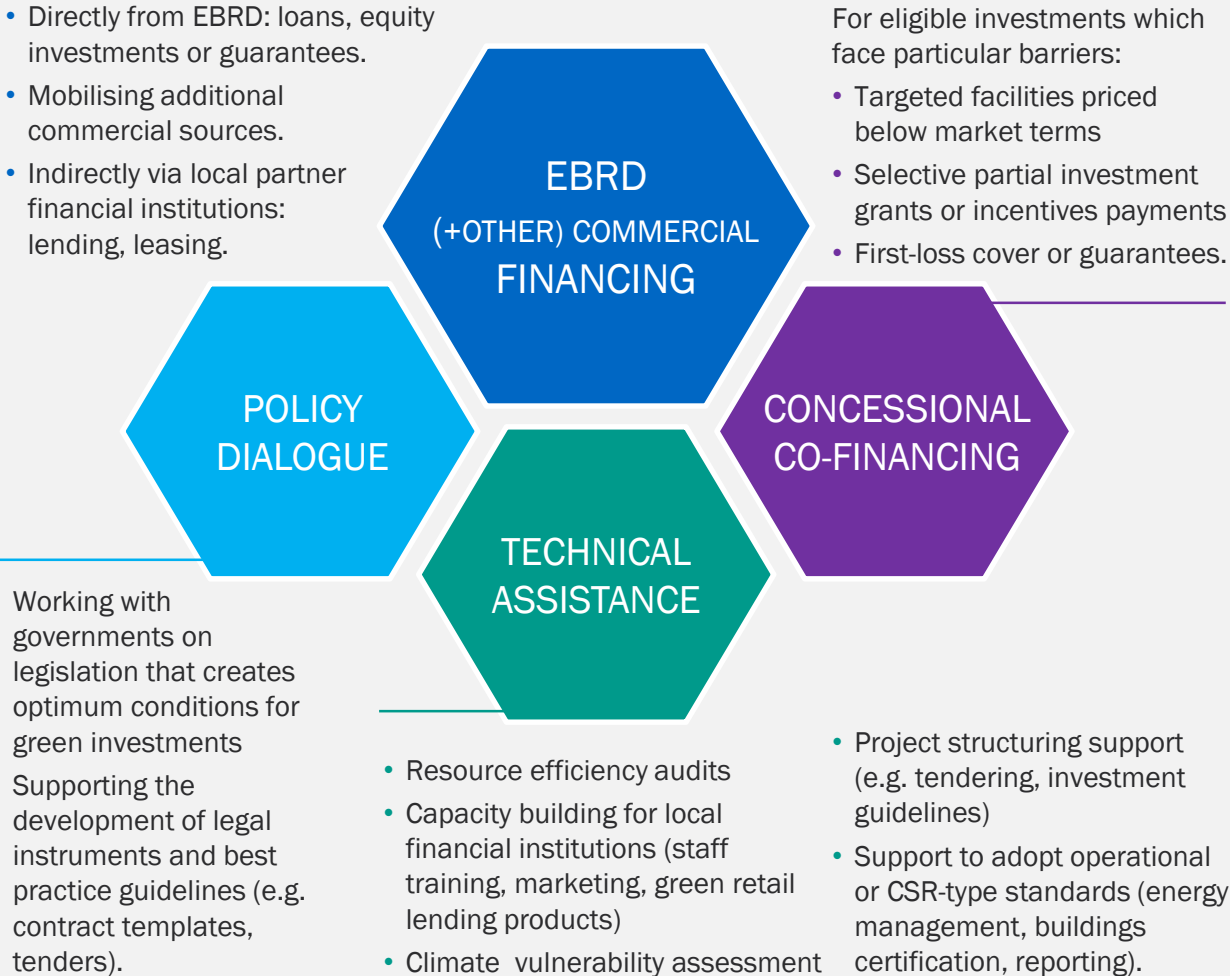 • Directly from EBRD: loans, equity
investments or guarantees.
• Mobilising additional
commercial sources.
• Indirectly via local partner
financial institutions:
lending, leasing.
For eligible investments which
face particular barriers:
• Targeted facilities priced
below market terms
• Selective partial investment
grants or incentives payments
• First-loss cover or guarantees.
EBRD
(+OTHER) COMMERCIAL
FINANCING
POLICY
DIALOGUE
CONCESSIONAL
CO-FINANCING
TECHNICAL
ASSISTANCE
Working with
governments on
legislation that creates
optimum conditions for
green investments
Supporting the
development of legal
instruments and best
practice guidelines (e.g.
contract templates,
tenders).
• Resource efficiency audits
• Capacity building for local
financial institutions (staff
training, marketing, green retail
lending products)
• Climate vulnerability assessment
• Project structuring support
(e.g. tendering, investment
guidelines)
• Support to adopt operational
or CSR-type standards (energy
management, buildings
certification, reporting).